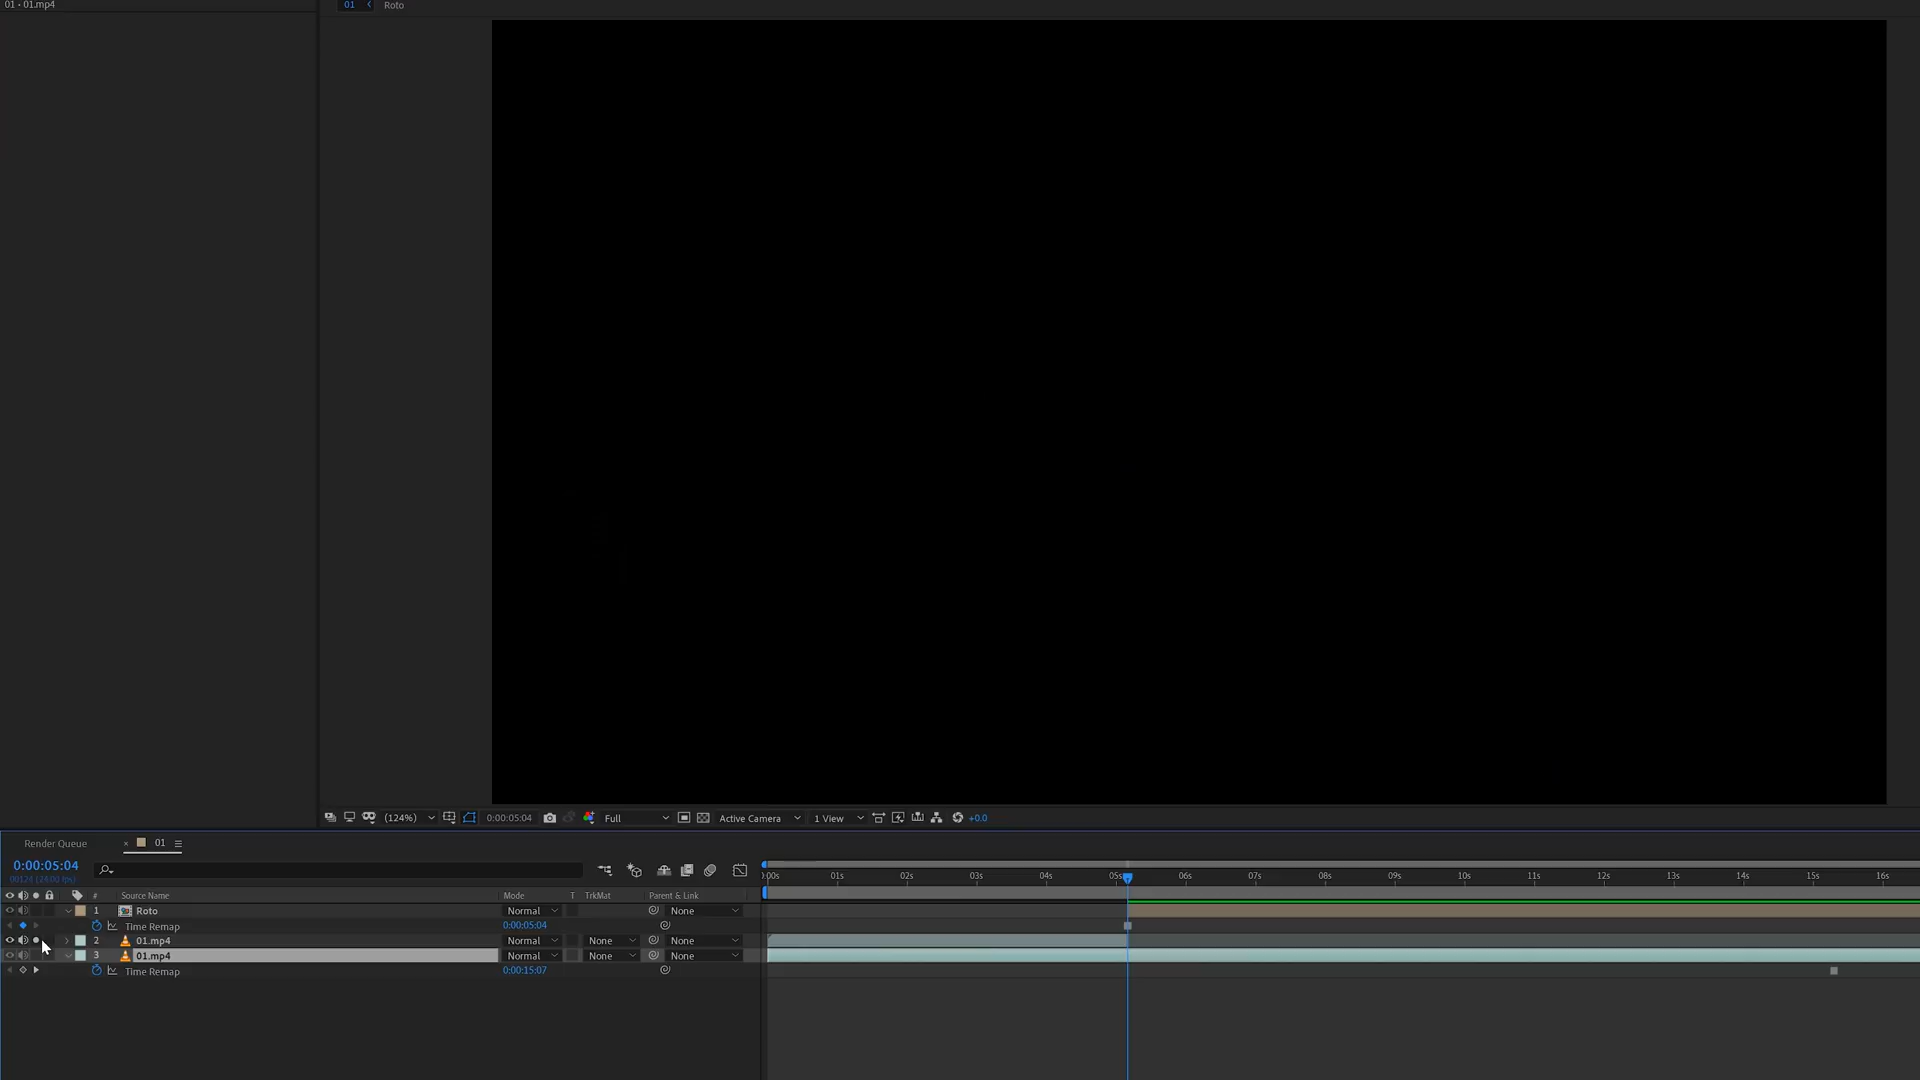 01 • 01.mp4
01 Roto
(124%) 0:00:05:04 Full Active Camera 1 View +0.0
Render Queue × 01
0:00:05:04
00124 (24.00 fps)
:00s 01s 02s 03s 04s 05s 06s 07s 08s 09s 10s 11s 12s 13s 14s 15s 16s
# Source Name Mode T TrkMat Parent & Link
1 Roto Normal None
Time Remap 0:00:05:04
2 01.mp4 Normal None None
3 01.mp4 Normal None None
Time Remap 0:00:15:07